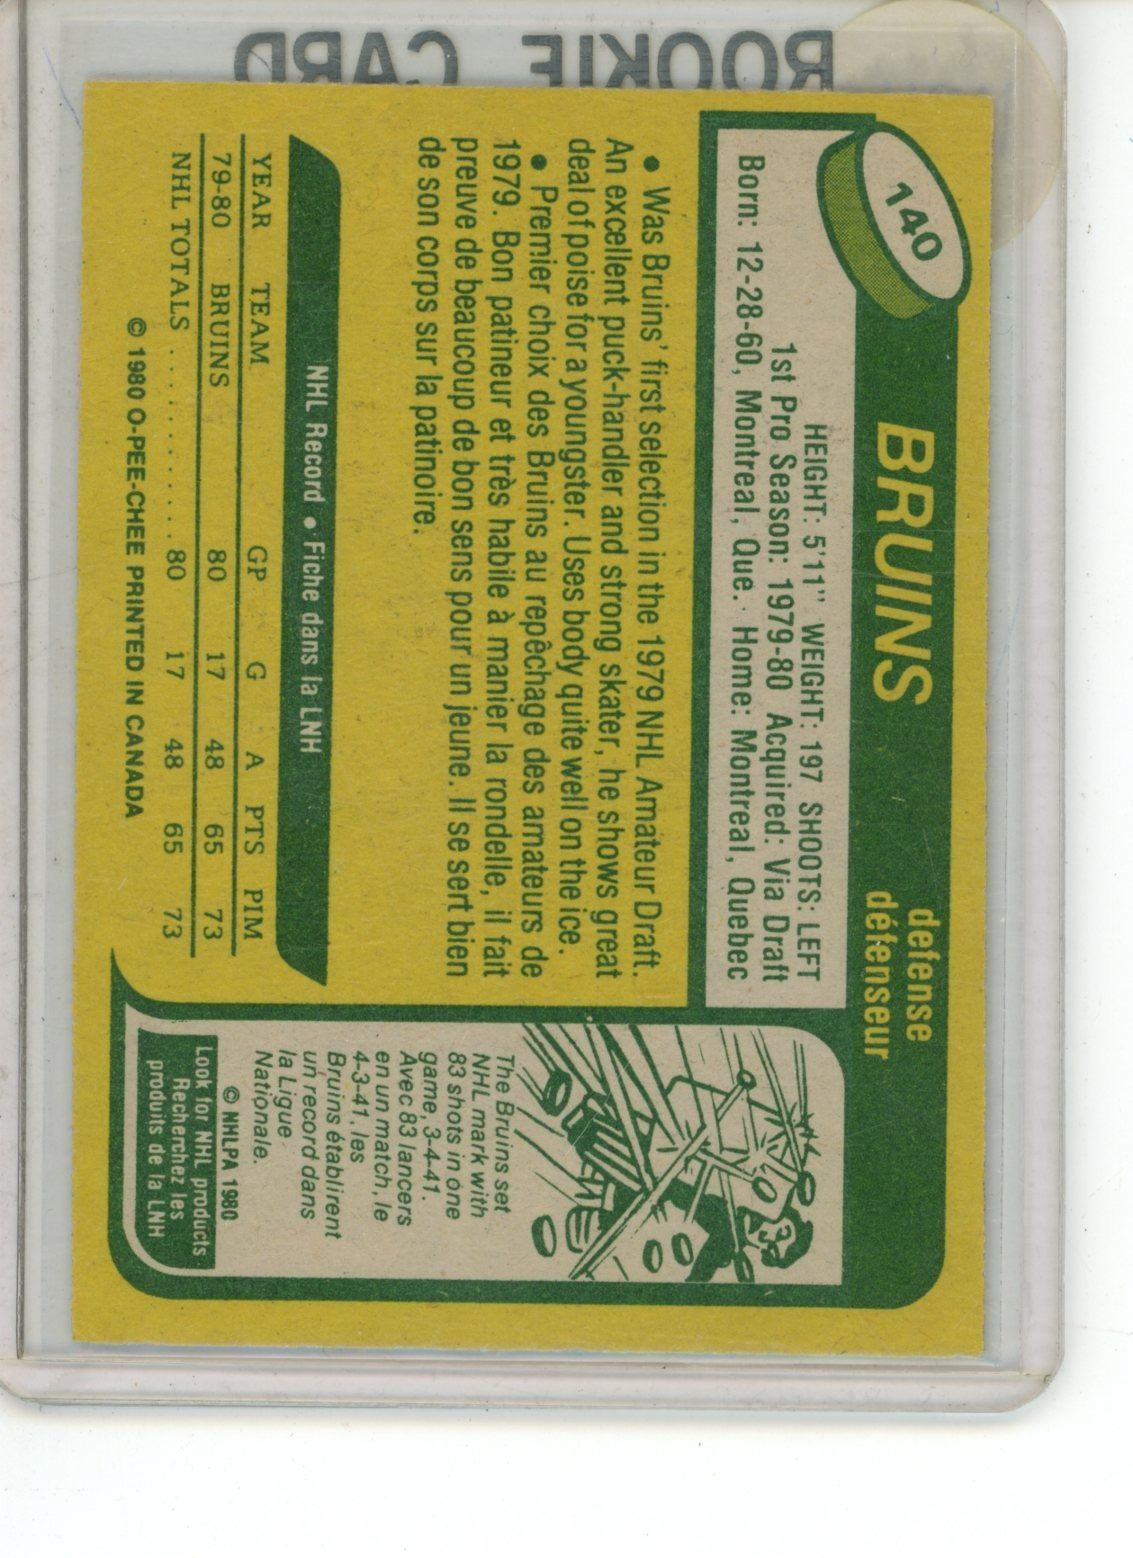 ROOKIE CARD
140
BRUINS
defense
défenseur
HEIGHT: 5'11" WEIGHT: 197 SHOOTS: LEFT
1st Pro Season: 1979-80 Acquired: Via Draft
Born: 12-28-60, Montreal, Que. · Home: Montreal, Quebec
• Was Bruins' first selection in the 1979 NHL Amateur Draft.
An excellent puck-handler and strong skater, he shows great
deal of poise for a youngster. Uses body quite well on the ice.
• Premier choix des Bruins au repêchage des amateurs de
1979. Bon patineur et très habile à manier la rondelle, il fait
preuve de beaucoup de bon sens pour un jeune. Il se sert bien
de son corps sur la patinoire.
NHL Record • Fiche dans la LNH
YEAR TEAM GP G A PTS PIM
79-80 BRUINS 80 17 48 65 73
NHL TOTALS .......... 80 17 48 65 73
© 1980 O-PEE-CHEE PRINTED IN CANADA
The Bruins set
NHL mark with
83 shots in one
game, 3-4-41.
Avec 83 lancers
en un match, le
4-3-41, les
Bruins établirent
un record dans
la Ligue
Nationale.
© NHLPA 1980
Look for NHL products
Recherchez les
produits de la LNH